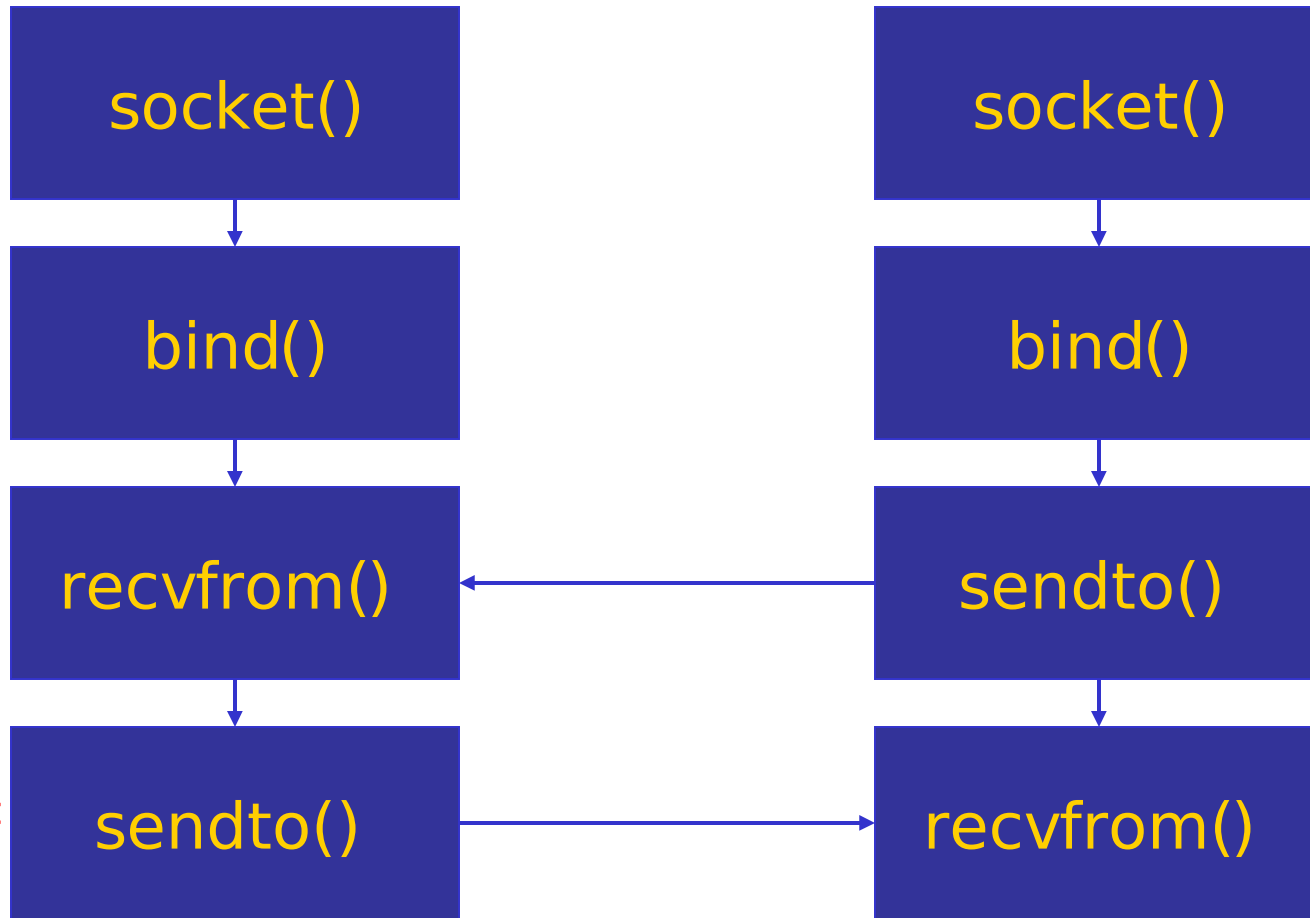 socket()
socket()
bind()
bind()
recvfrom()
sendto()
sendto()
recvfrom()